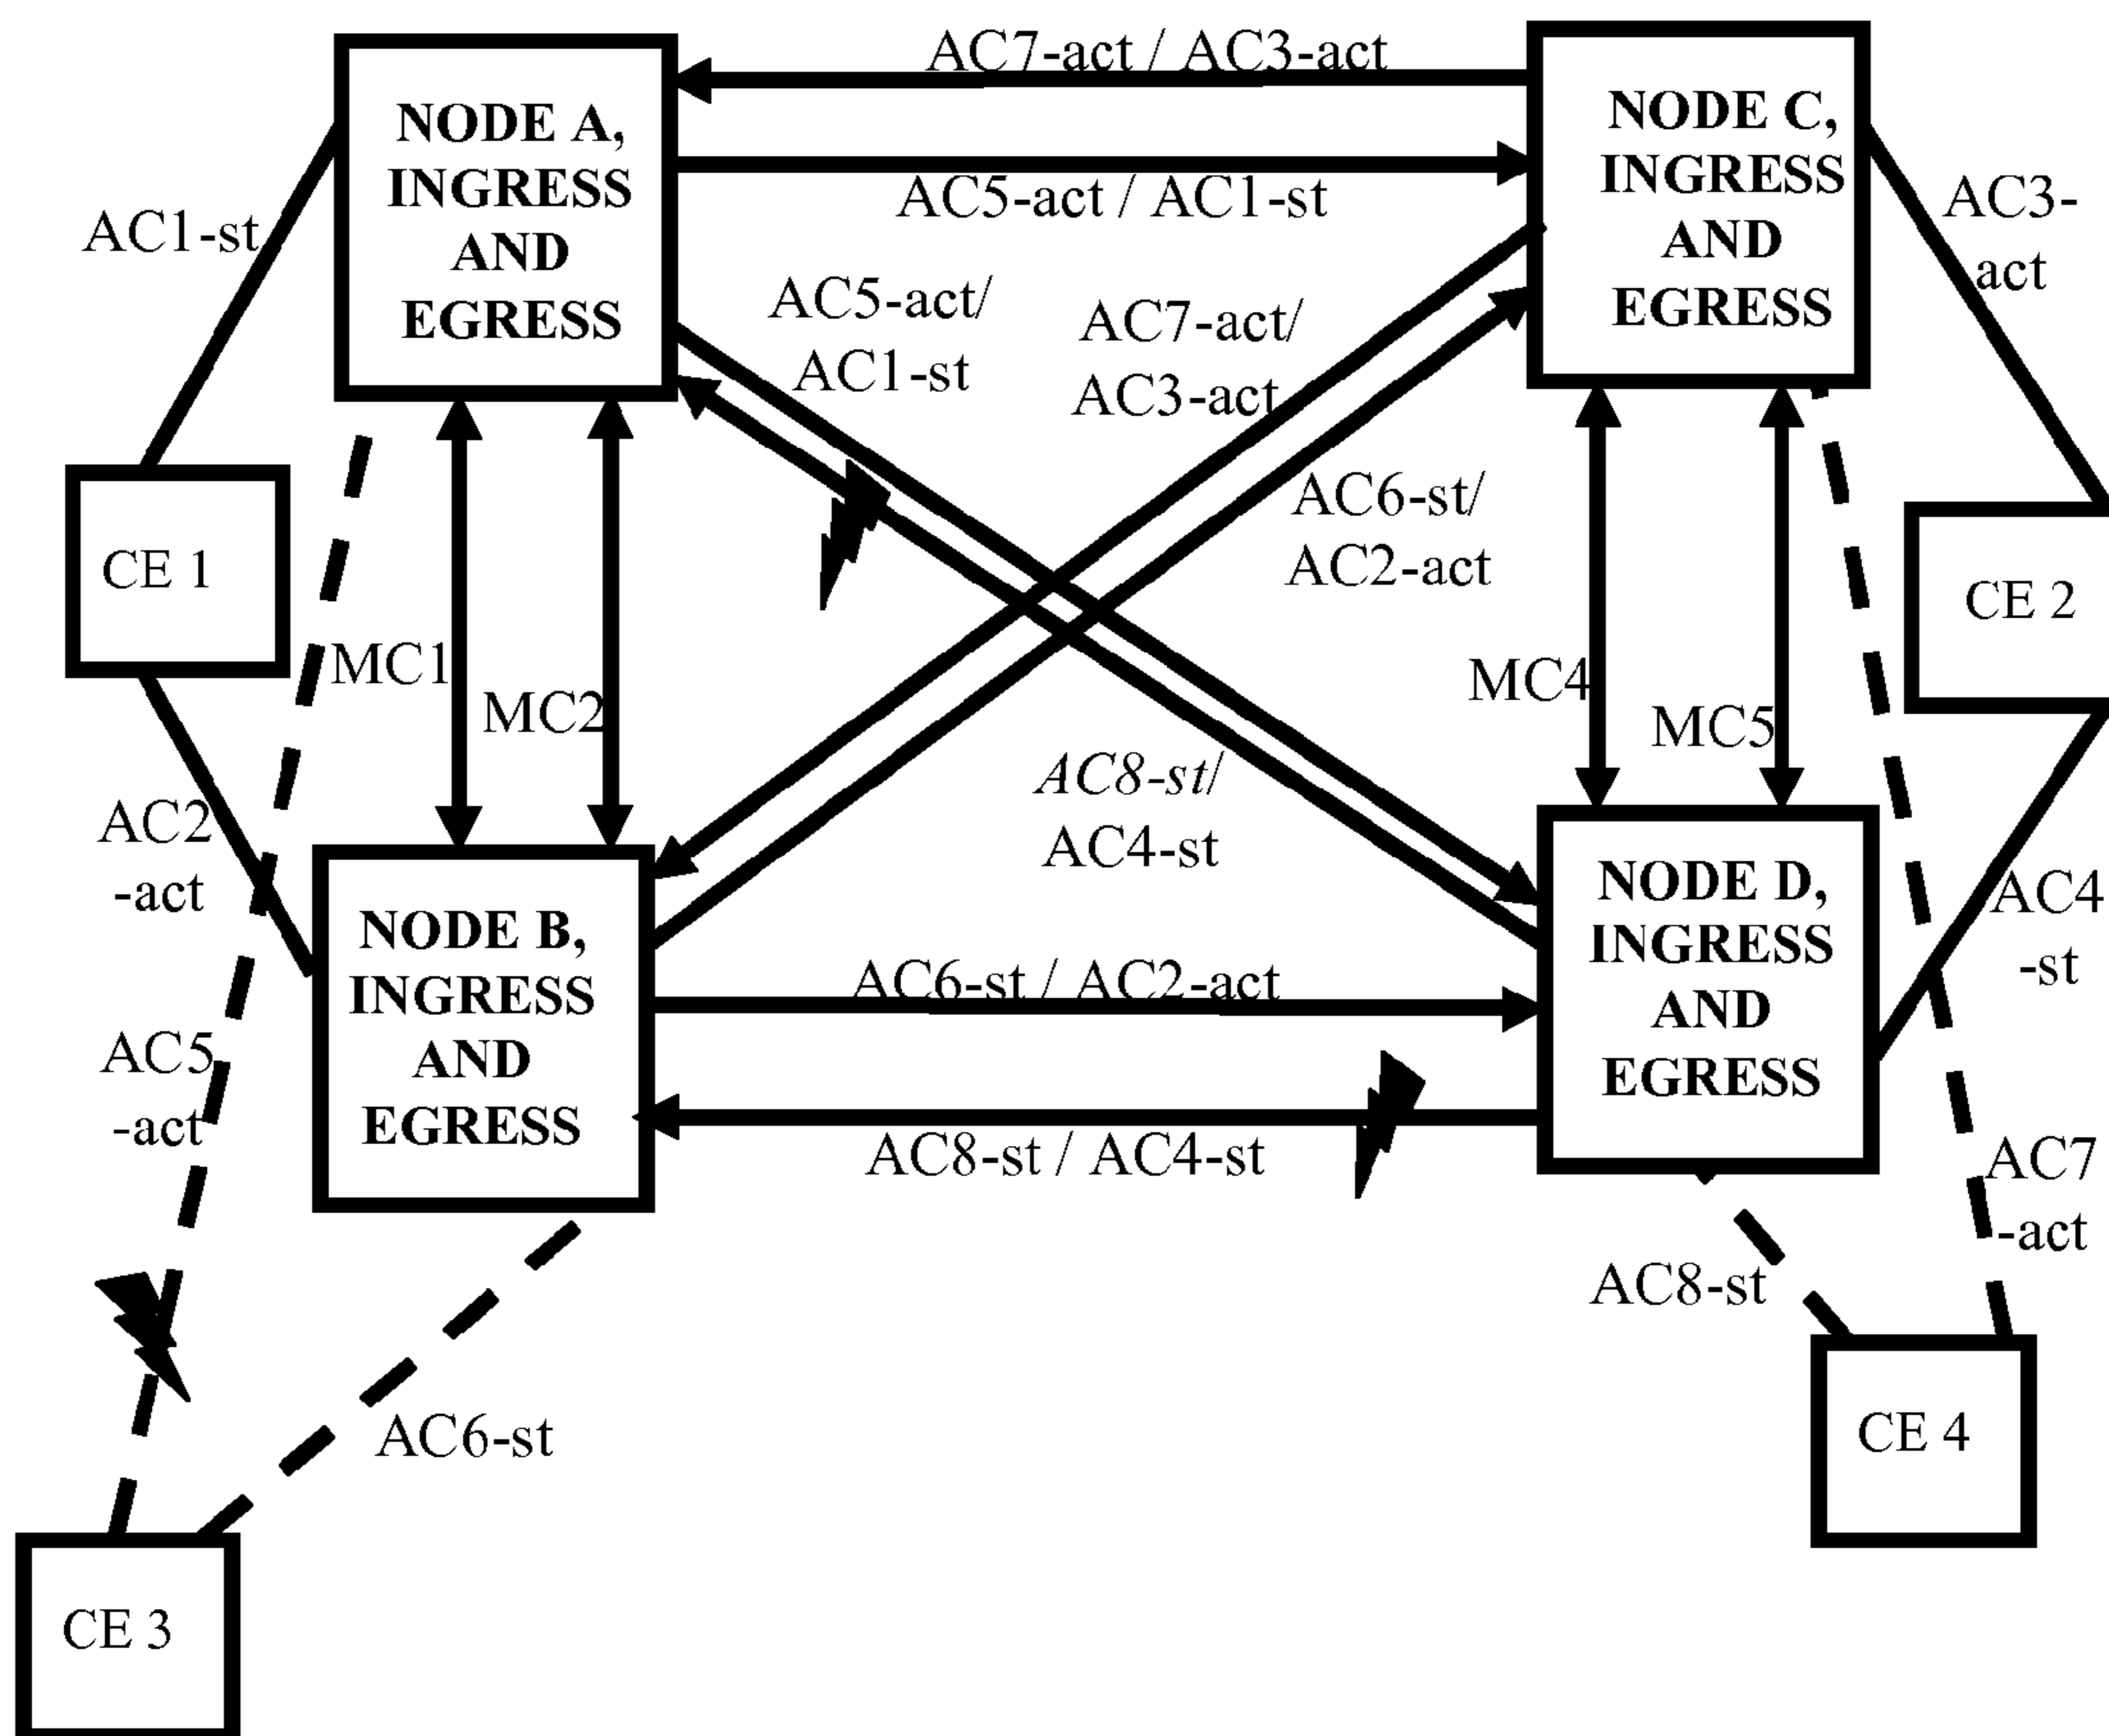 AC7-act / AC3-act
NODE A,
INGRESS
AND
EGRESS
NODE C,
INGRESS
AND
EGRESS
AC1-st
AC5-act / AC1-st
AC3-
act
AC5-act/
AC1-st
AC7-act/
AC3-act
AC6-st/
AC2-act
CE 1
CE 2
MC1
MC2
MC4
MC5
AC8-st/
AC4-st
AC2
-act
AC4
-st
NODE B,
INGRESS
AND
EGRESS
NODE D,
INGRESS
AND
EGRESS
AC6-st / AC2-act
AC5
-act
AC8-st / AC4-st
AC7
-act
AC8-st
AC6-st
CE 4
CE 3